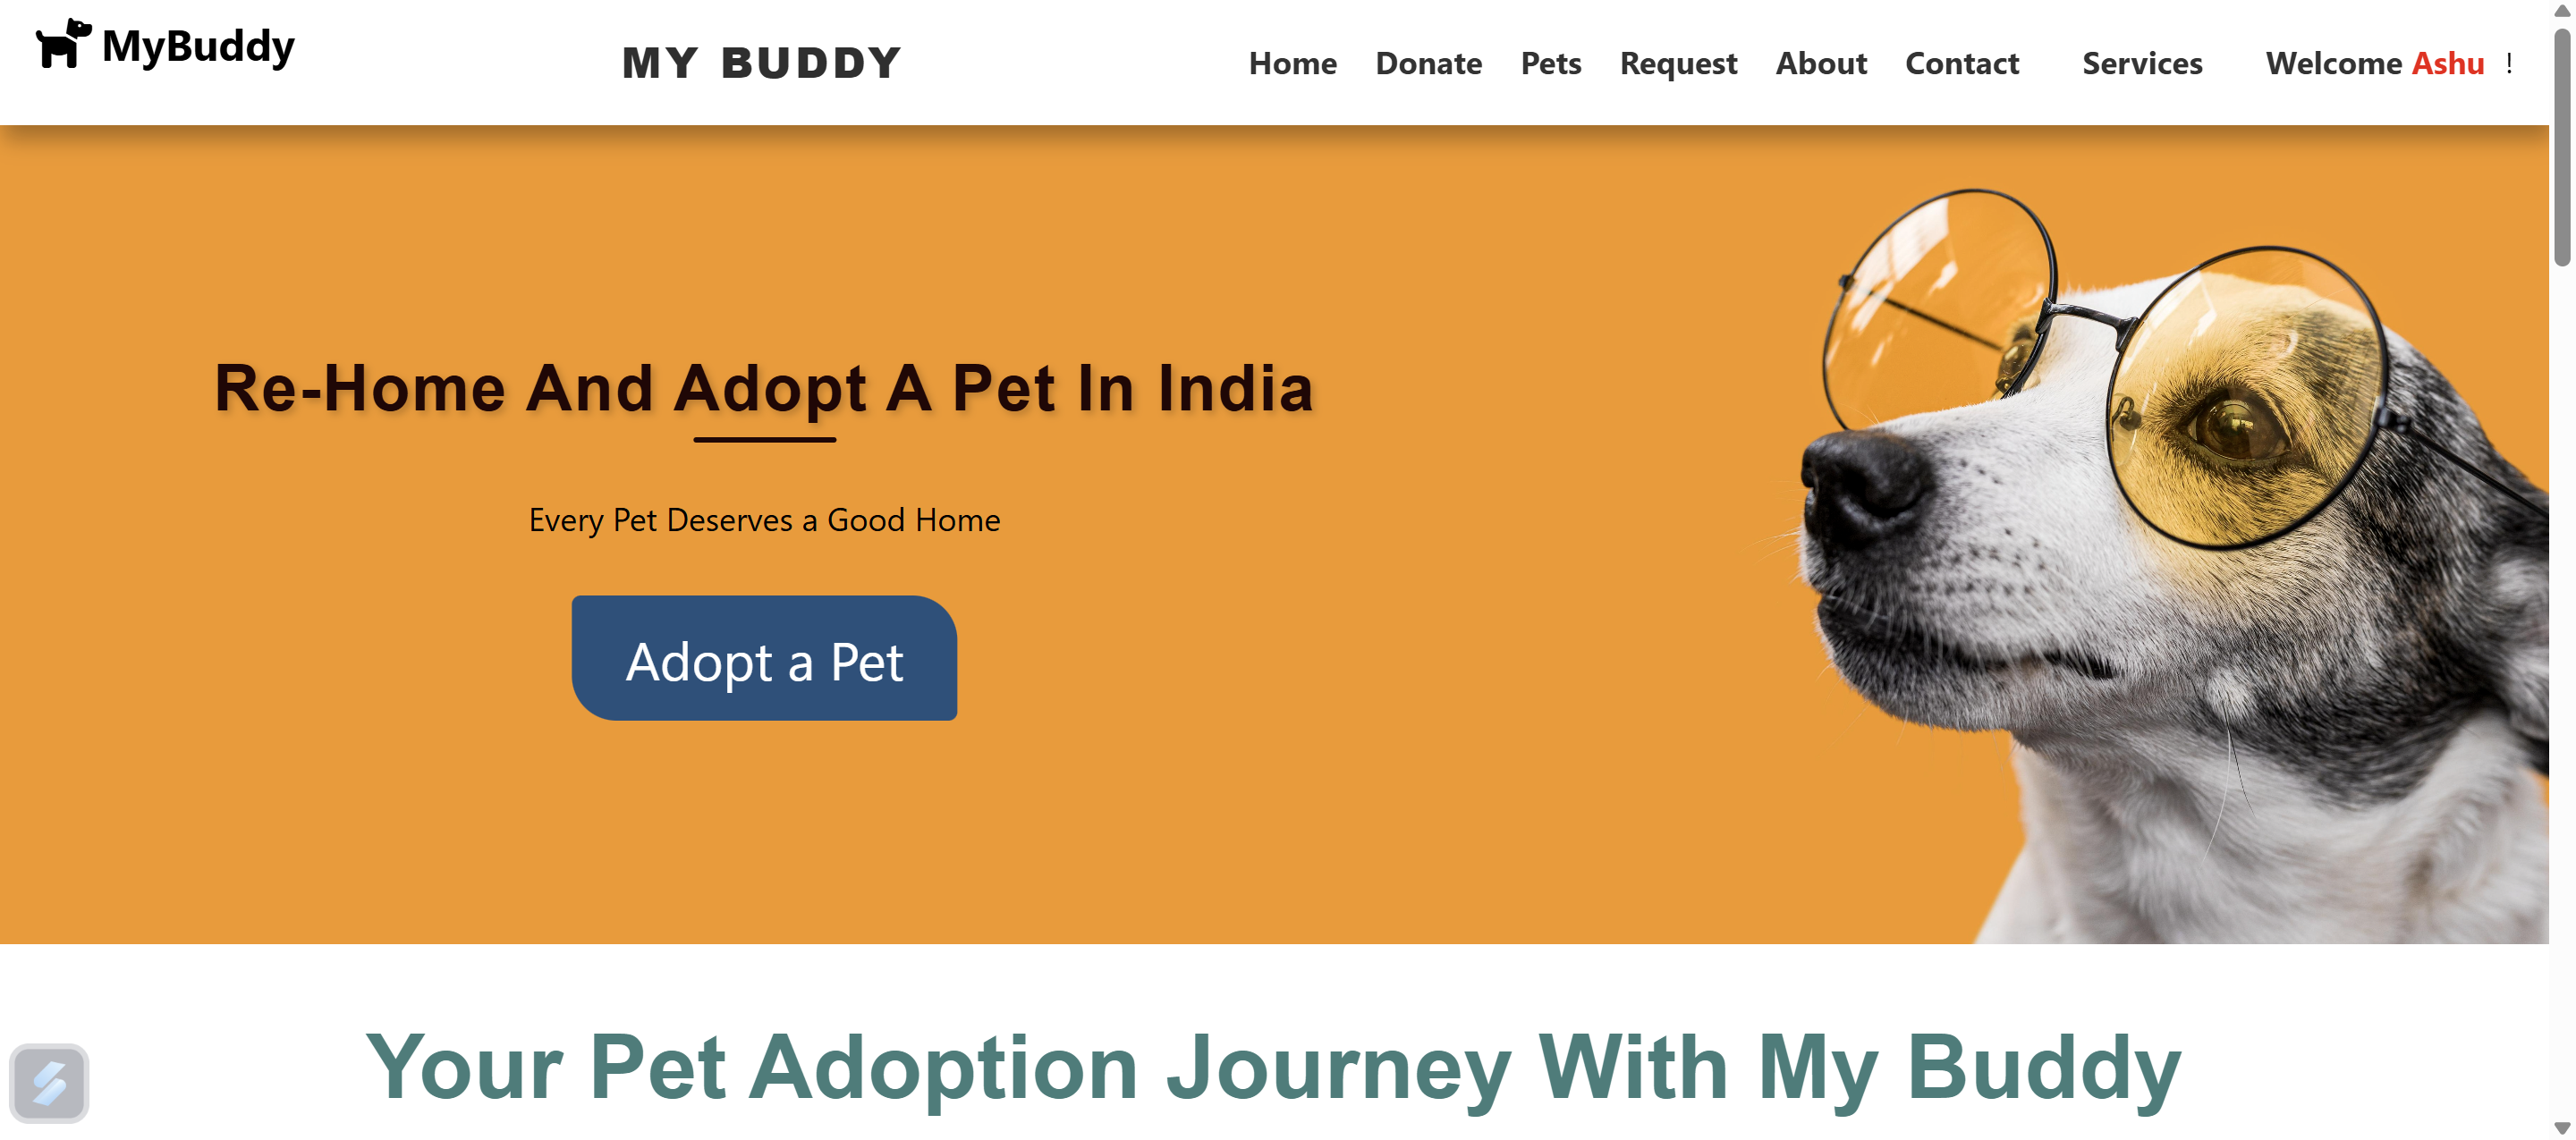 MyBuddy
MY BUDDY
Home Donate Pets Request About Contact Services Welcome Ashu !
Re-Home And Adopt A Pet In India
Every Pet Deserves a Good Home
Adopt a Pet
Your Pet Adoption Journey With My Buddy